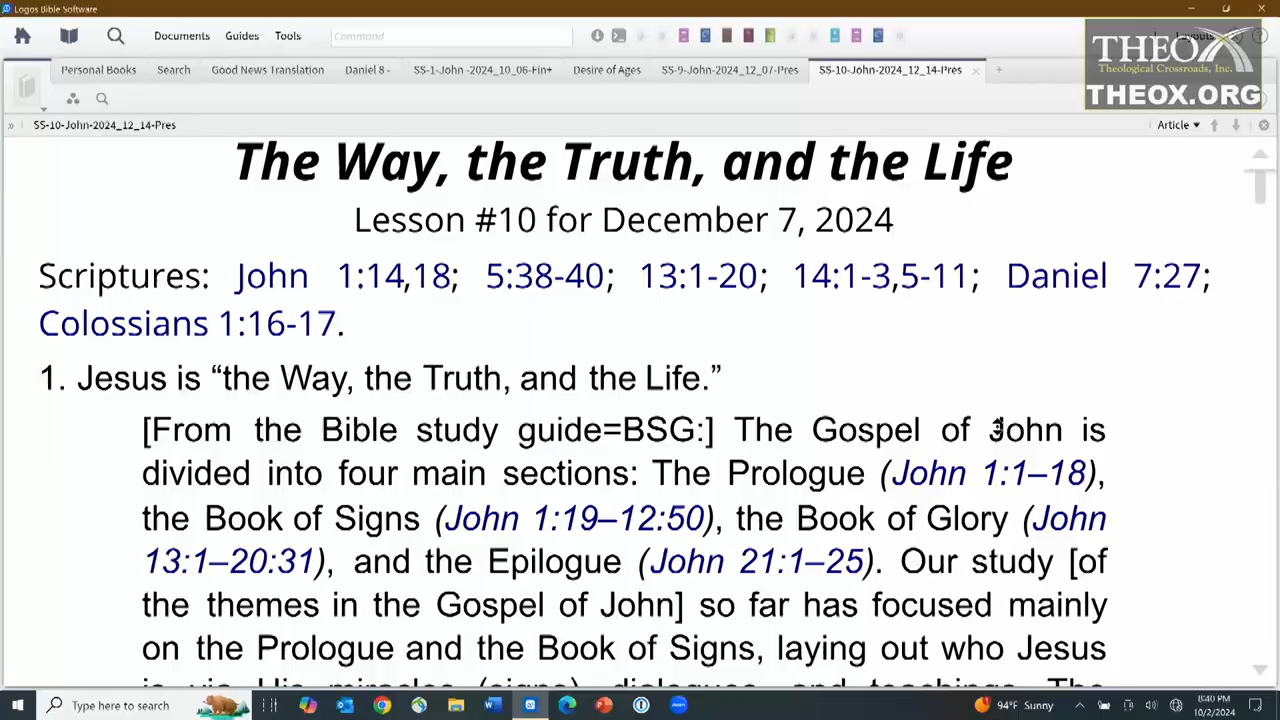 Logos Bible Software
Documents Guides Tools Command
THEOX
Theological Crossroads, Inc.
THEOX.ORG
Personal Books Search Good News Translation Daniel 8 - Desire of Ages SS-9-John-2024_12_07-Pres SS-10-John-2024_12_14-Pres
SS-10-John-2024_12_14-Pres Article
The Way, the Truth, and the Life
Lesson #10 for December 7, 2024
Scriptures: John 1:14,18; 5:38-40; 13:1-20; 14:1-3,5-11; Daniel 7:27;
Colossians 1:16-17.
1. Jesus is “the Way, the Truth, and the Life.”
[From the Bible study guide=BSG:] The Gospel of John is
divided into four main sections: The Prologue (John 1:1–18),
the Book of Signs (John 1:19–12:50), the Book of Glory (John
13:1–20:31), and the Epilogue (John 21:1–25). Our study [of
the themes in the Gospel of John] so far has focused mainly
on the Prologue and the Book of Signs, laying out who Jesus
is via His miracles (signs), dialogues, and teachings. The
Type here to search 94°F Sunny 8:40 PM
10/2/2024